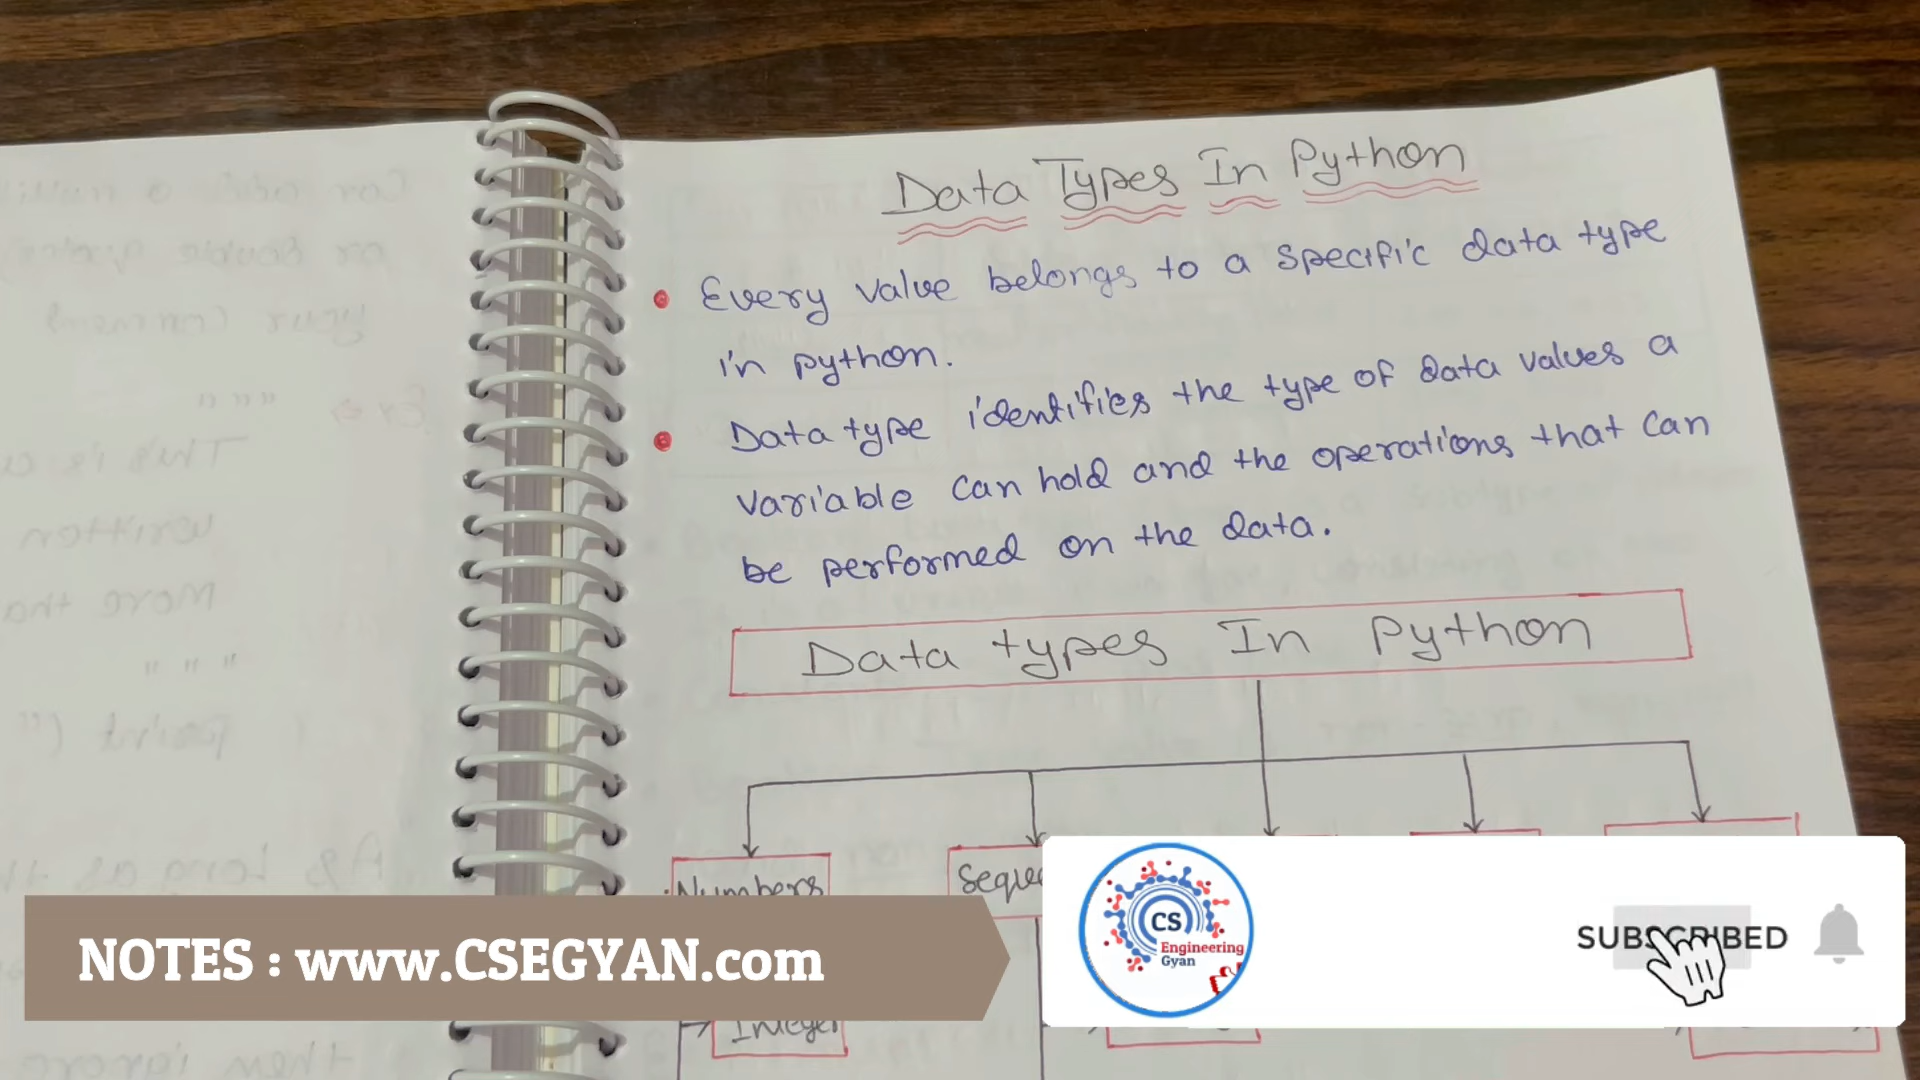 Data Types In Python
Every value belongs to a specific data type
in python.
Data type identifies the type of data values a
variable can hold and the operations that can
be performed on the data.
Data types In Python
Numbers
NOTES : www.CSEGYAN.com
CS
Engineering
Gyan
SUBSCRIBED
Integer